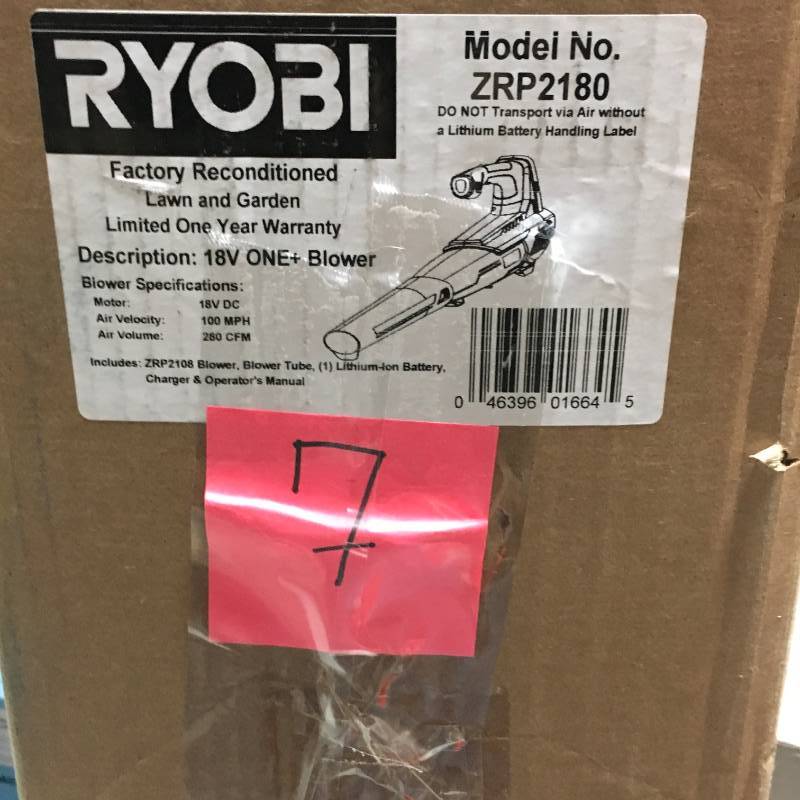 RYOBI
Model No.
ZRP2180
DO NOT Transport via Air without
a Lithium Battery Handling Label
Factory Reconditioned
Lawn and Garden
Limited One Year Warranty
Description: 18V ONE+ Blower
Blower Specifications:
Motor: 18V DC
Air Velocity: 100 MPH
Air Volume: 280 CFM
Includes: ZRP2108 Blower, Blower Tube, (1) Lithium-Ion Battery,
Charger & Operator's Manual
0 46396 01664 5
7